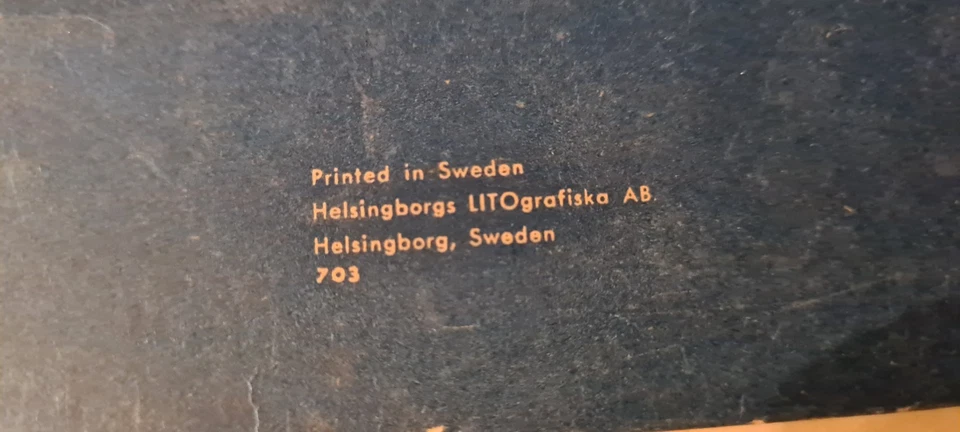 Printed in Sweden
Helsingborgs LITOgrafiska AB.
Helsingborg, Sweden
703